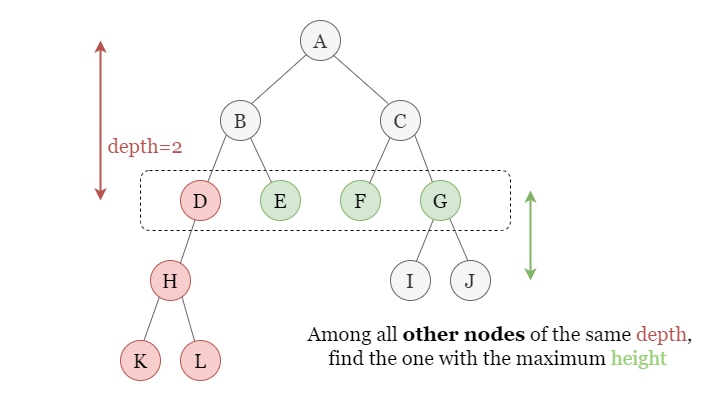 A
B
C
depth=2
D
E
F
G
H
I
J
K
L
Among all other nodes of the same depth,
find the one with the maximum height